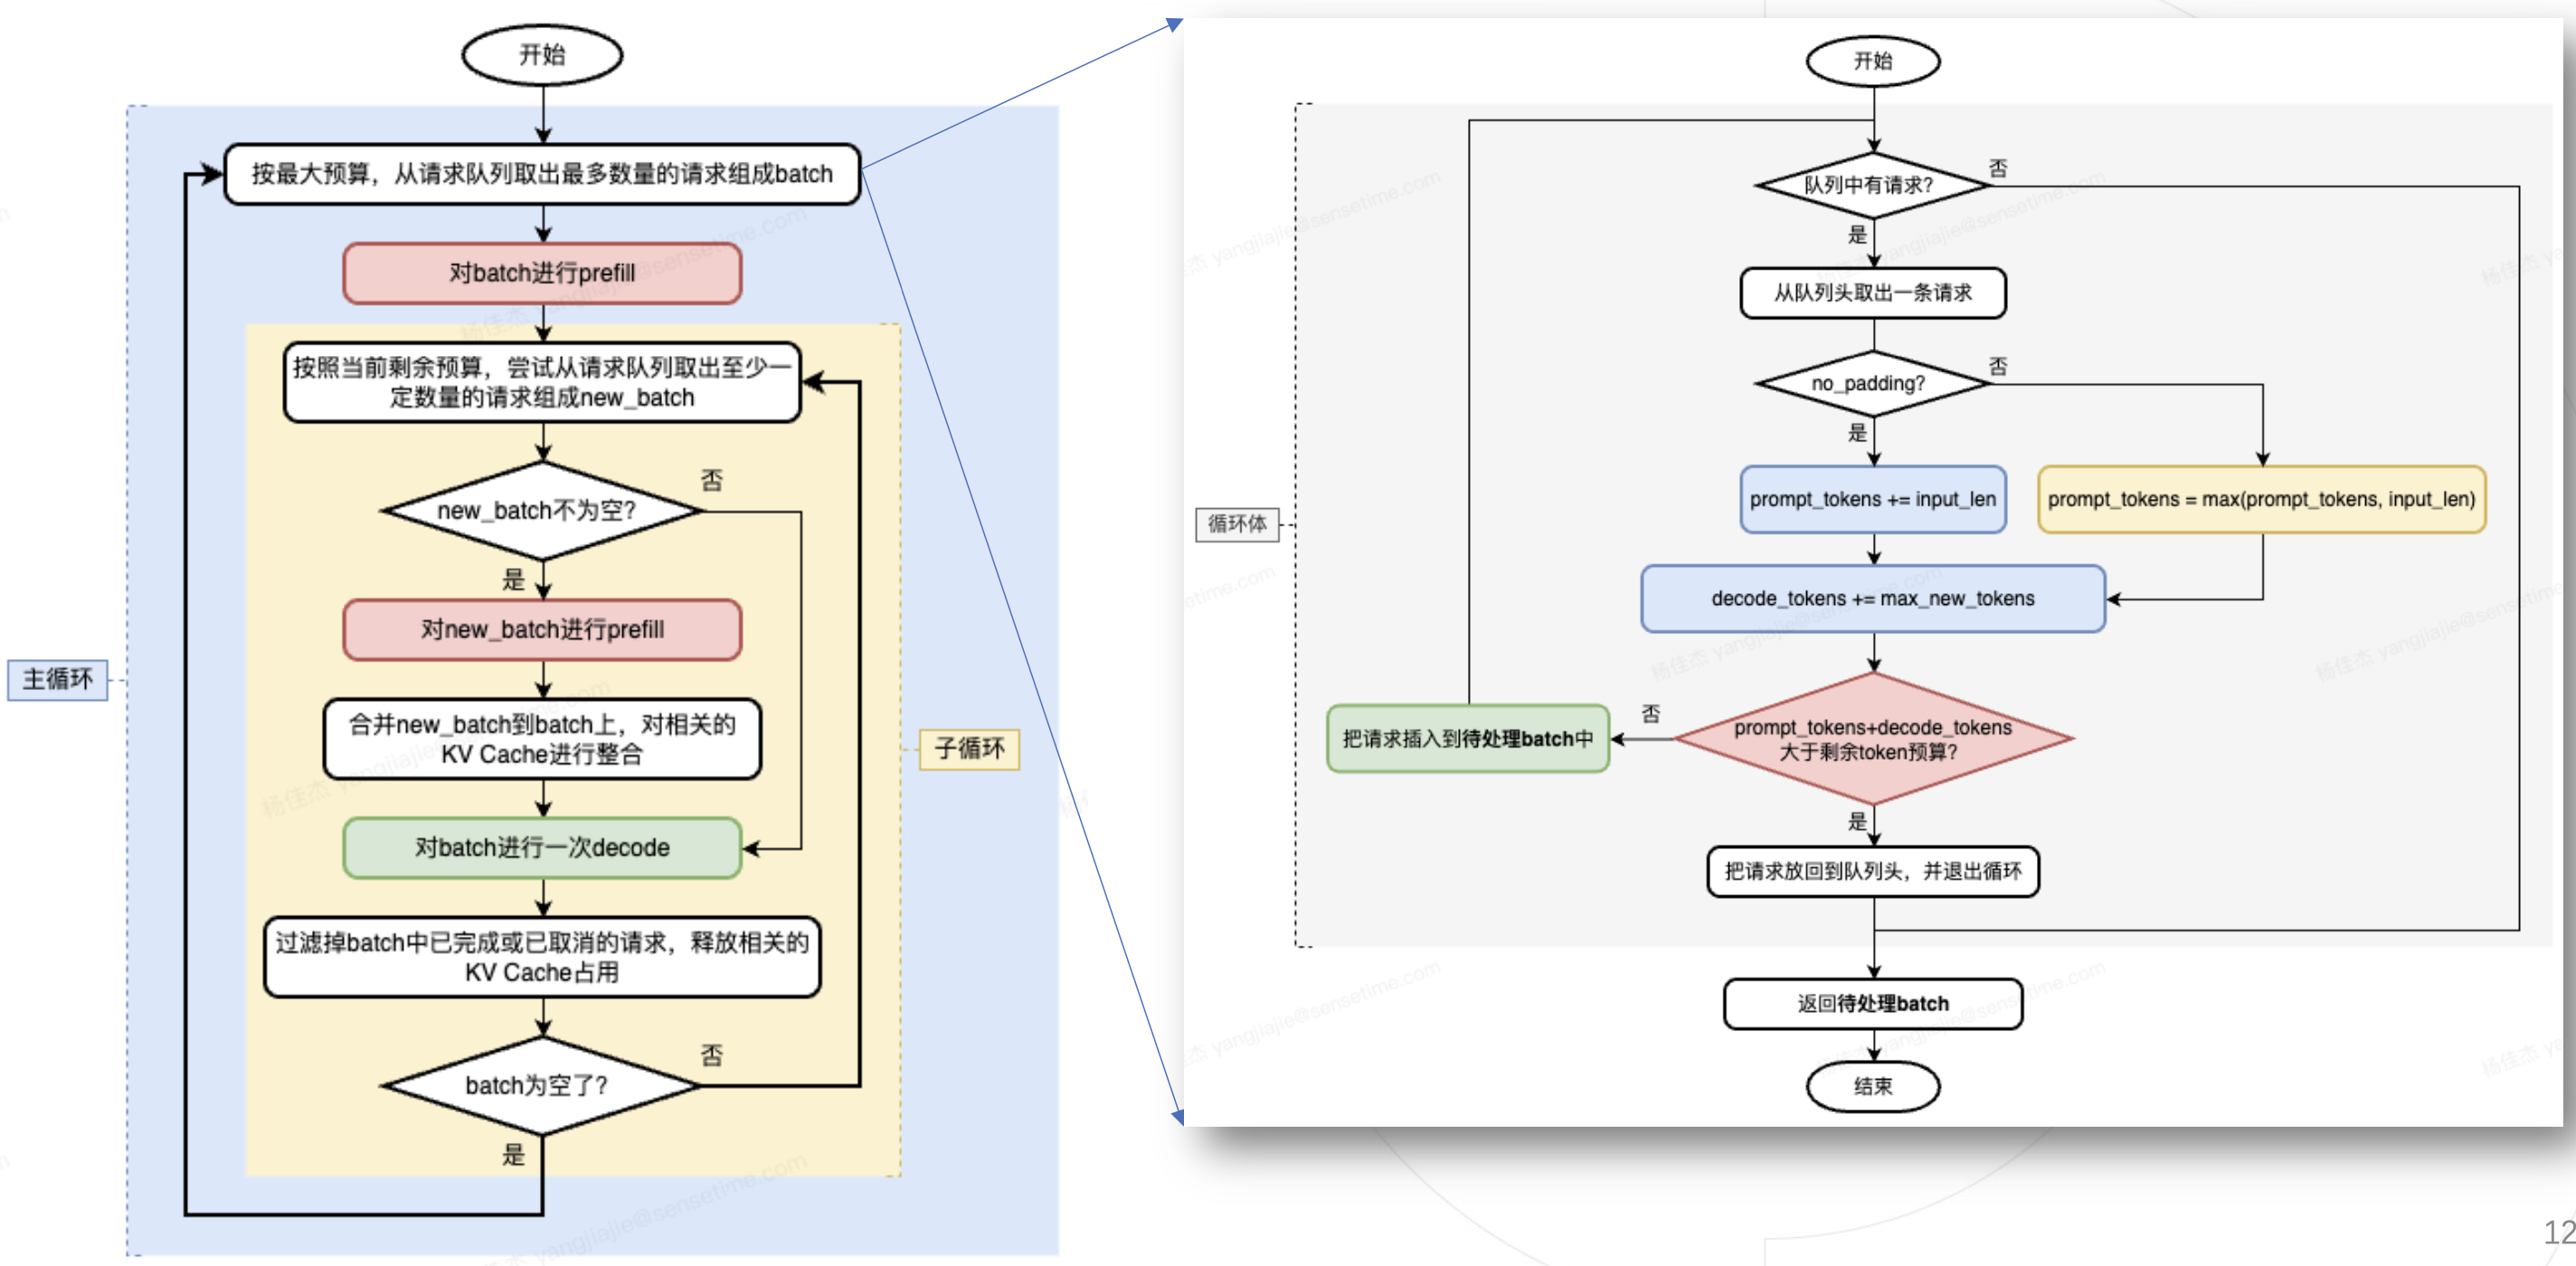 开始
按最大预算，从请求队列取出最多数量的请求组成batch
对batch进行prefill
按照当前剩余预算，尝试从请求队列取出至少一
定数量的请求组成new_batch
new_batch不为空?
否
是
对new_batch进行prefill
合并new_batch到batch上，对相关的
KV Cache进行整合
对batch进行一次decode
过滤掉batch中已完成或已取消的请求，释放相关的
KV Cache占用
batch为空了?
否
是
主循环
子循环
开始
队列中有请求?
否
是
从队列头取出一条请求
no_padding?
否
是
prompt_tokens += input_len
prompt_tokens = max(prompt_tokens, input_len)
decode_tokens += max_new_tokens
prompt_tokens+decode_tokens
大于剩余token预算?
否
把请求插入到待处理batch中
是
把请求放回到队列头，并退出循环
返回待处理batch
结束
循环体
杨佳杰 yangjiajie@sensetime.com
12